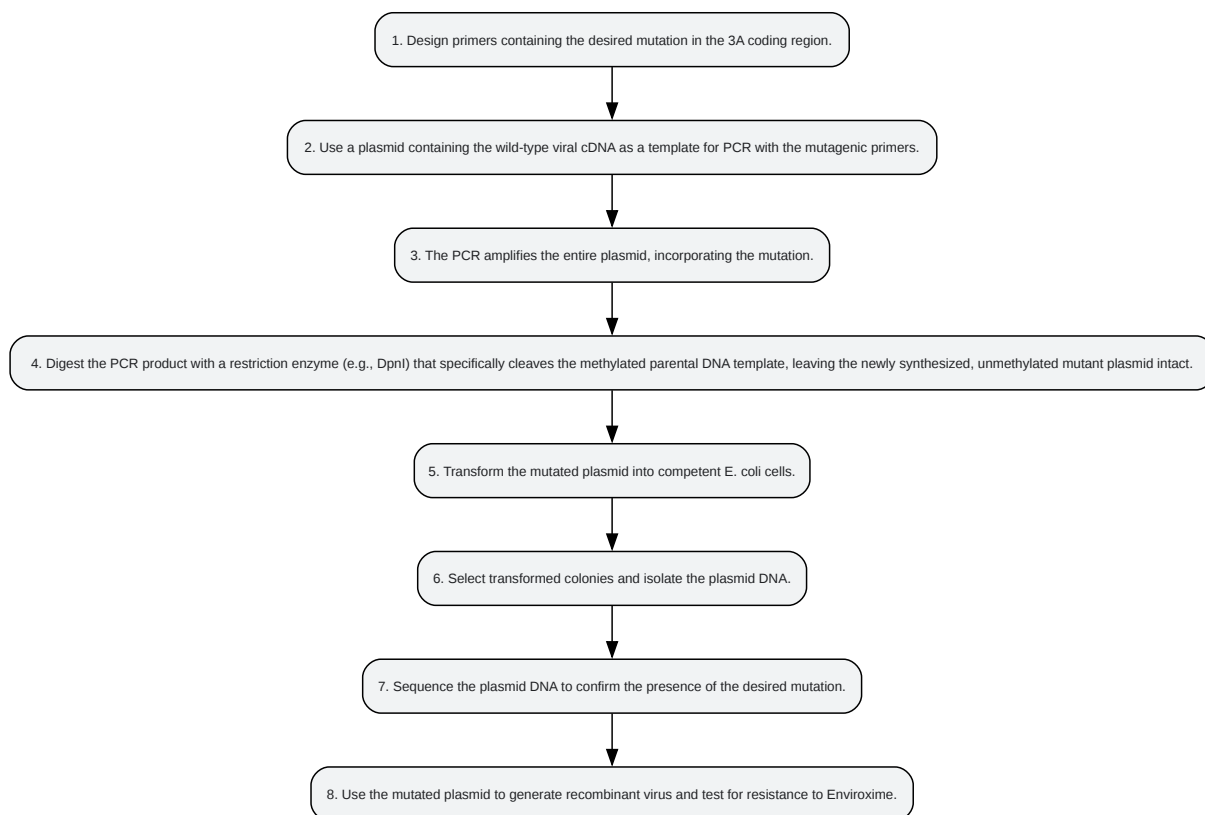 1. Design primers containing the desired mutation in the 3A coding region.
2. Use a plasmid containing the wild-type viral cDNA as a template for PCR with the mutagenic primers.
3. The PCR amplifies the entire plasmid, incorporating the mutation.
4. Digest the PCR product with a restriction enzyme (e.g., DpnI) that specifically cleaves the methylated parental DNA template, leaving the newly synthesized, unmethylated mutant plasmid intact.
5. Transform the mutated plasmid into competent E. coli cells.
6. Select transformed colonies and isolate the plasmid DNA.
7. Sequence the plasmid DNA to confirm the presence of the desired mutation.
8. Use the mutated plasmid to generate recombinant virus and test for resistance to Enviroxime.